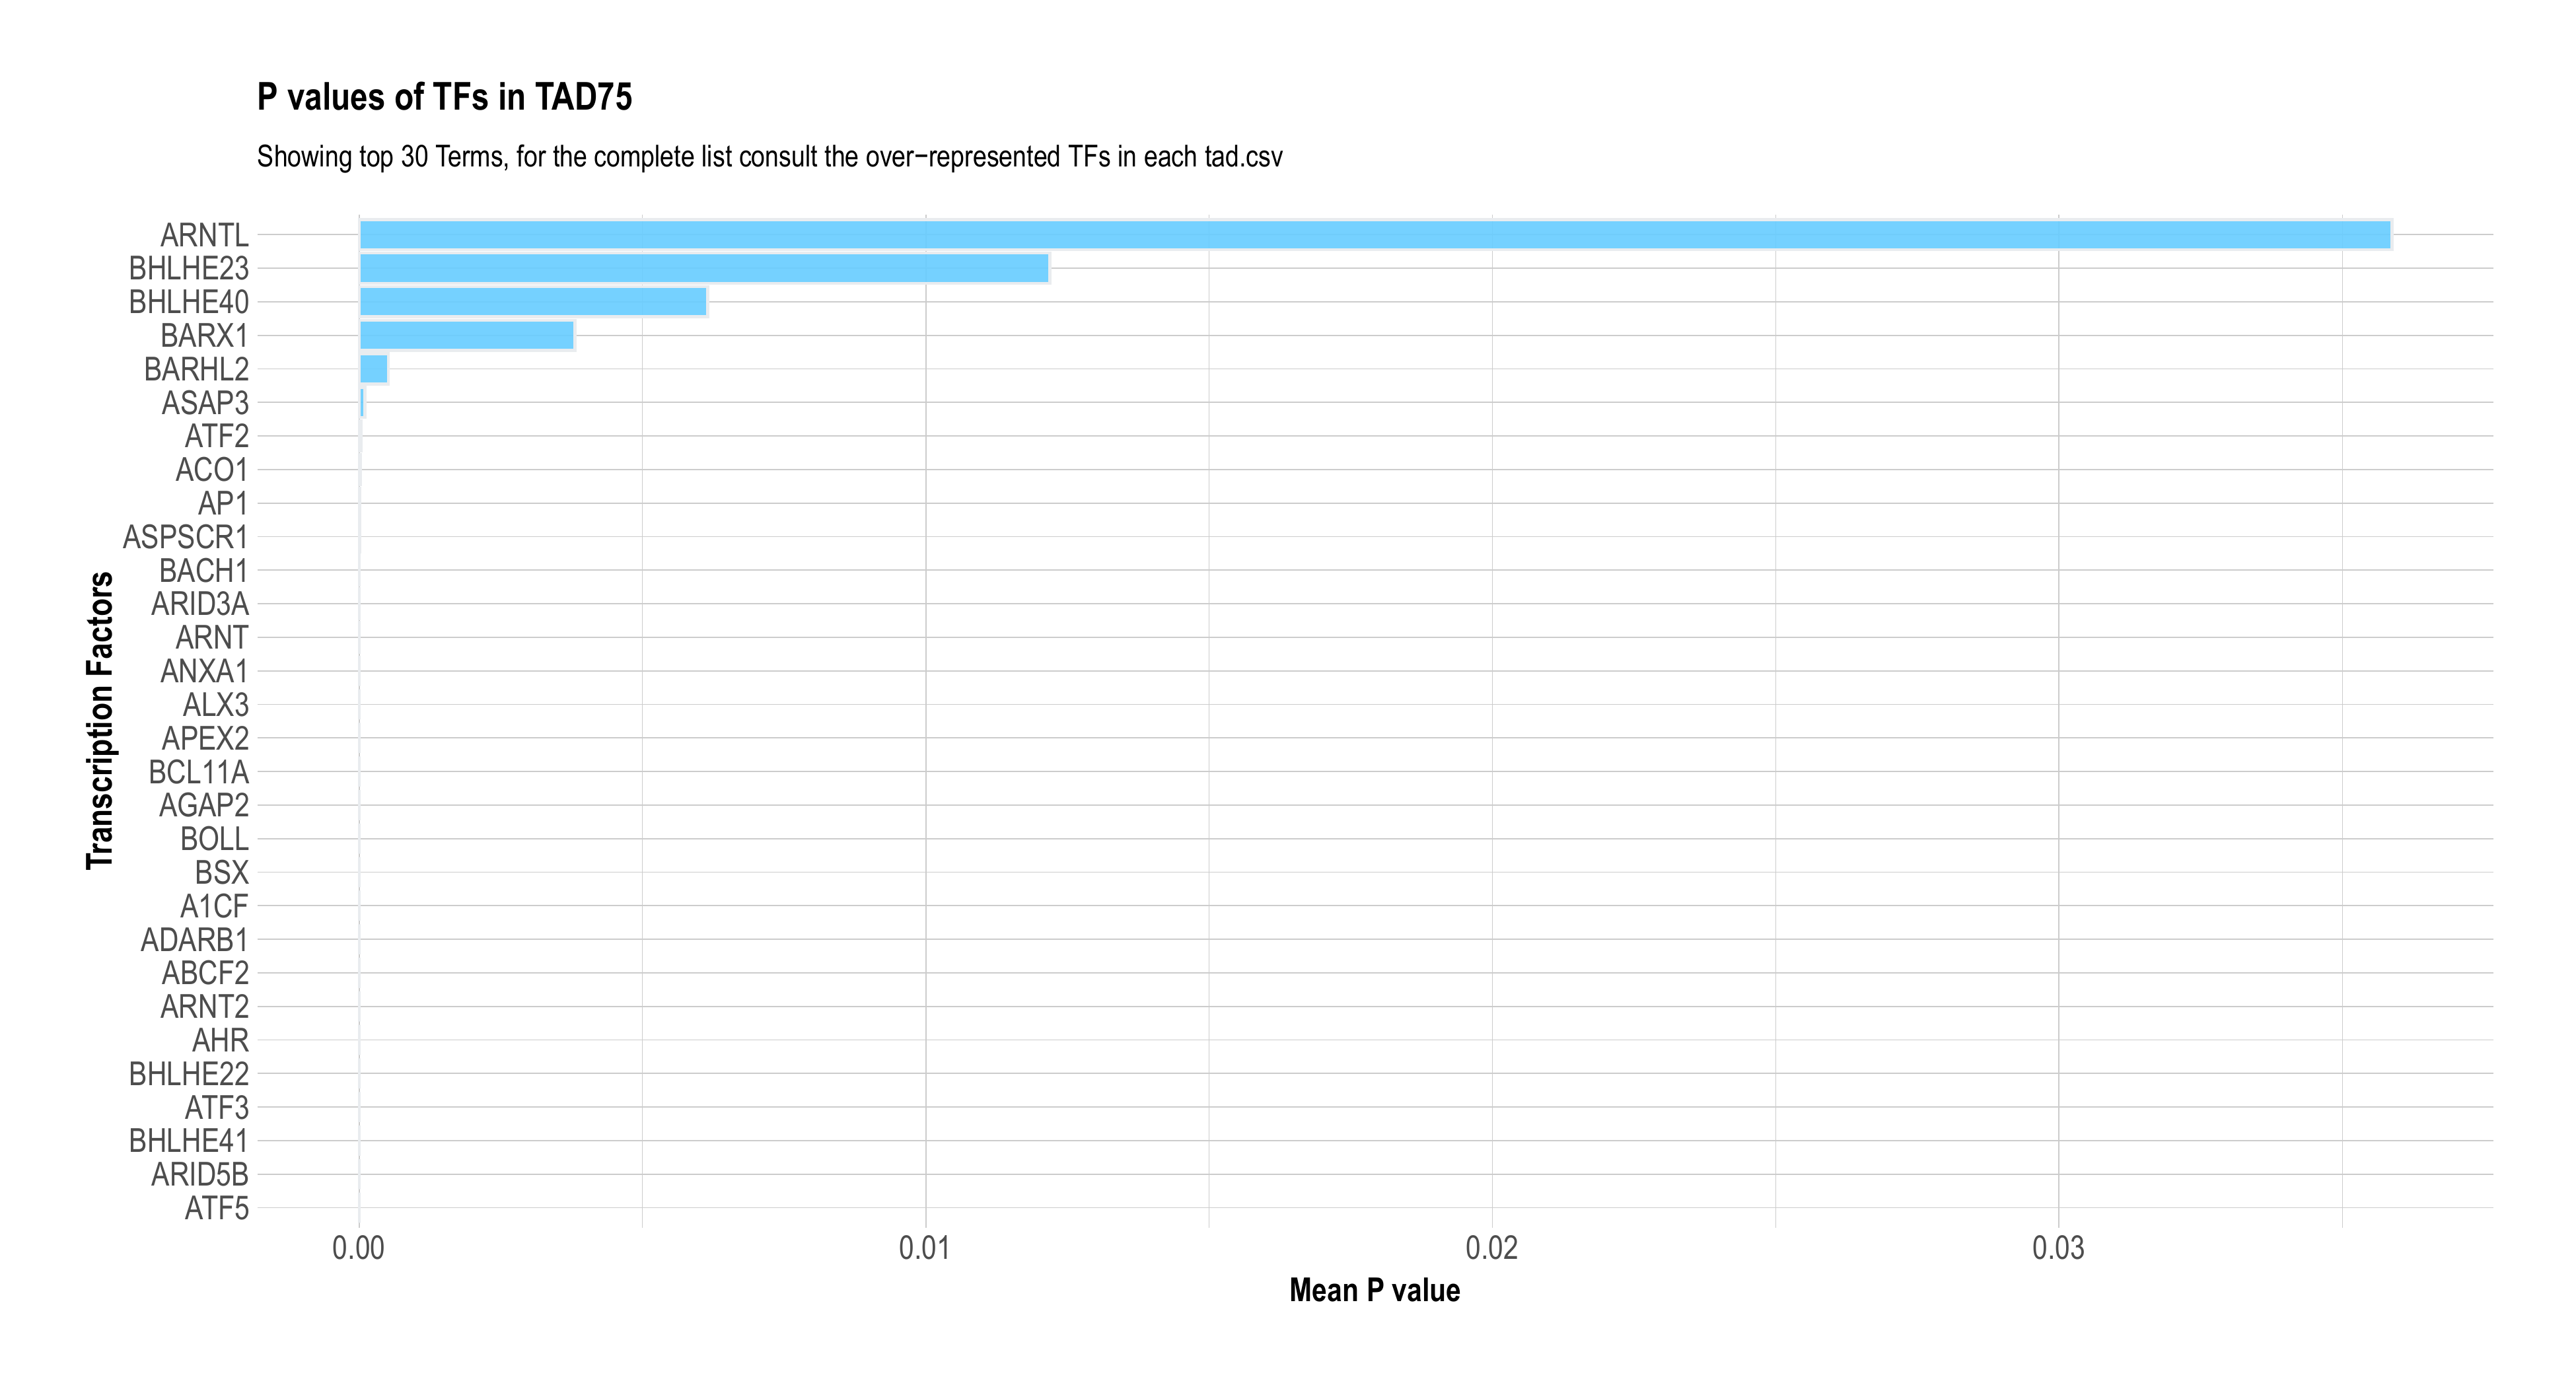 P values of TFs in TAD75
Showing top 30 Terms, for the complete list consult the over−represented TFs in each tad.csv
Transcription Factors
ARNTL
BHLHE23
BHLHE40
BARX1
BARHL2
ASAP3
ATF2
ACO1
AP1
ASPSCR1
BACH1
ARID3A
ARNT
ANXA1
ALX3
APEX2
BCL11A
AGAP2
BOLL
BSX
A1CF
ADARB1
ABCF2
ARNT2
AHR
BHLHE22
ATF3
BHLHE41
ARID5B
ATF5
0.00 0.01 0.02 0.03
Mean P value